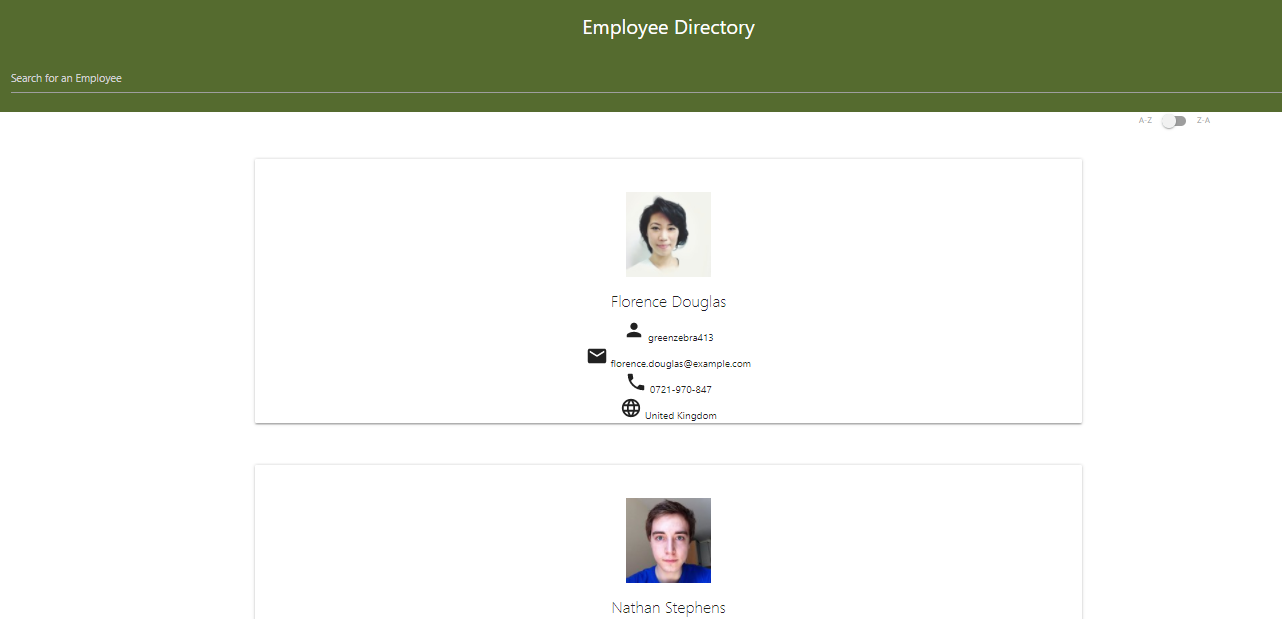 Employee Directory
Search for an Employee
A-Z Z-A
Florence Douglas
greenzebra413
florence.douglas@example.com
0721-970-847
United Kingdom
Nathan Stephens